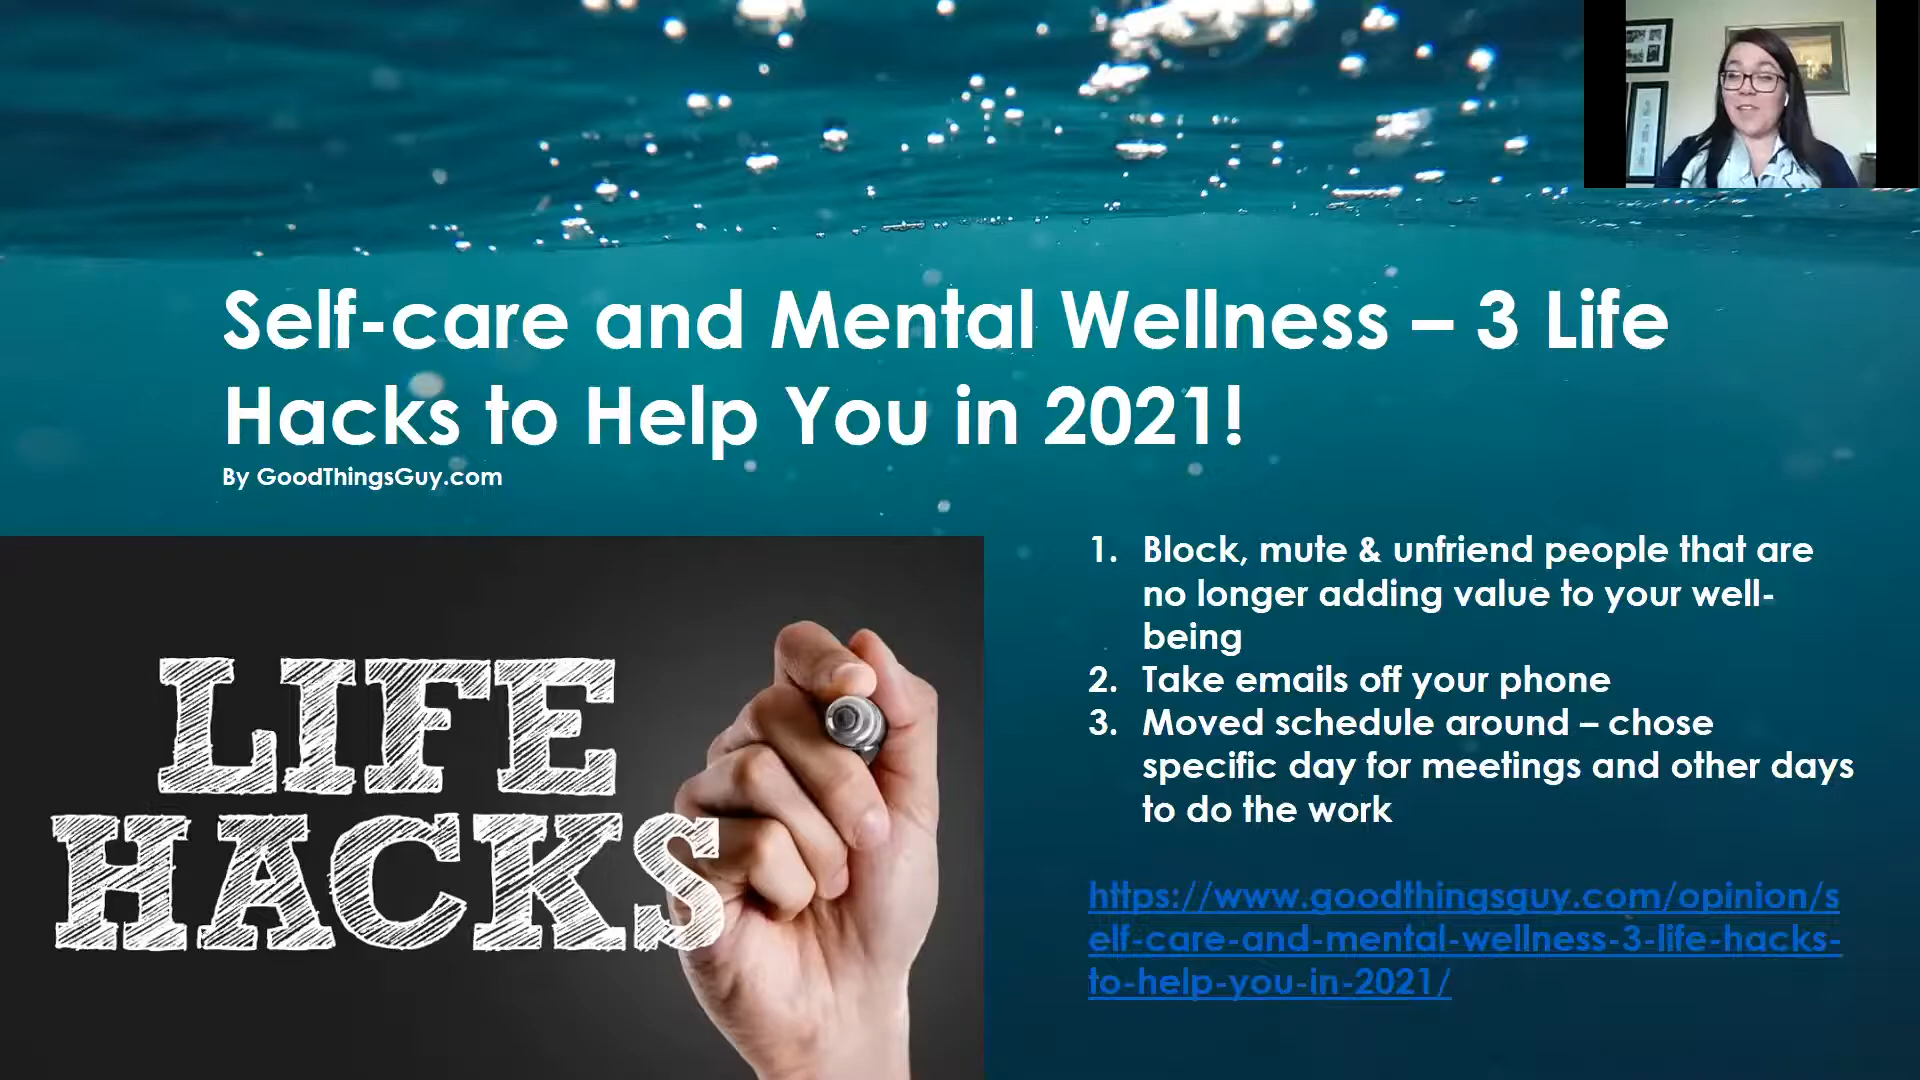 Self-care and Mental Wellness – 3 Life
Hacks to Help You in 2021!
By GoodThingsGuy.com
LIFE
HACKS
1. Block, mute & unfriend people that are
no longer adding value to your well-
being
2. Take emails off your phone
3. Moved schedule around – chose
specific day for meetings and other days
to do the work
https://www.goodthingsguy.com/opinion/s
elf-care-and-mental-wellness-3-life-hacks-
to-help-you-in-2021/